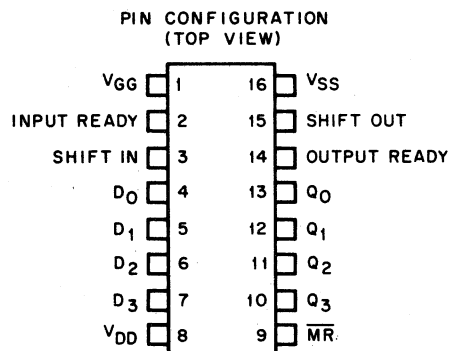 PIN CONFIGURATION
(TOP VIEW)
VGG 1 16 VSS
INPUT READY 2 15 SHIFT OUT
SHIFT IN 3 14 OUTPUT READY
D0 4 13 Q0
D1 5 12 Q1
D2 6 11 Q2
D3 7 10 Q3
VDD 8 9 M̅R̅